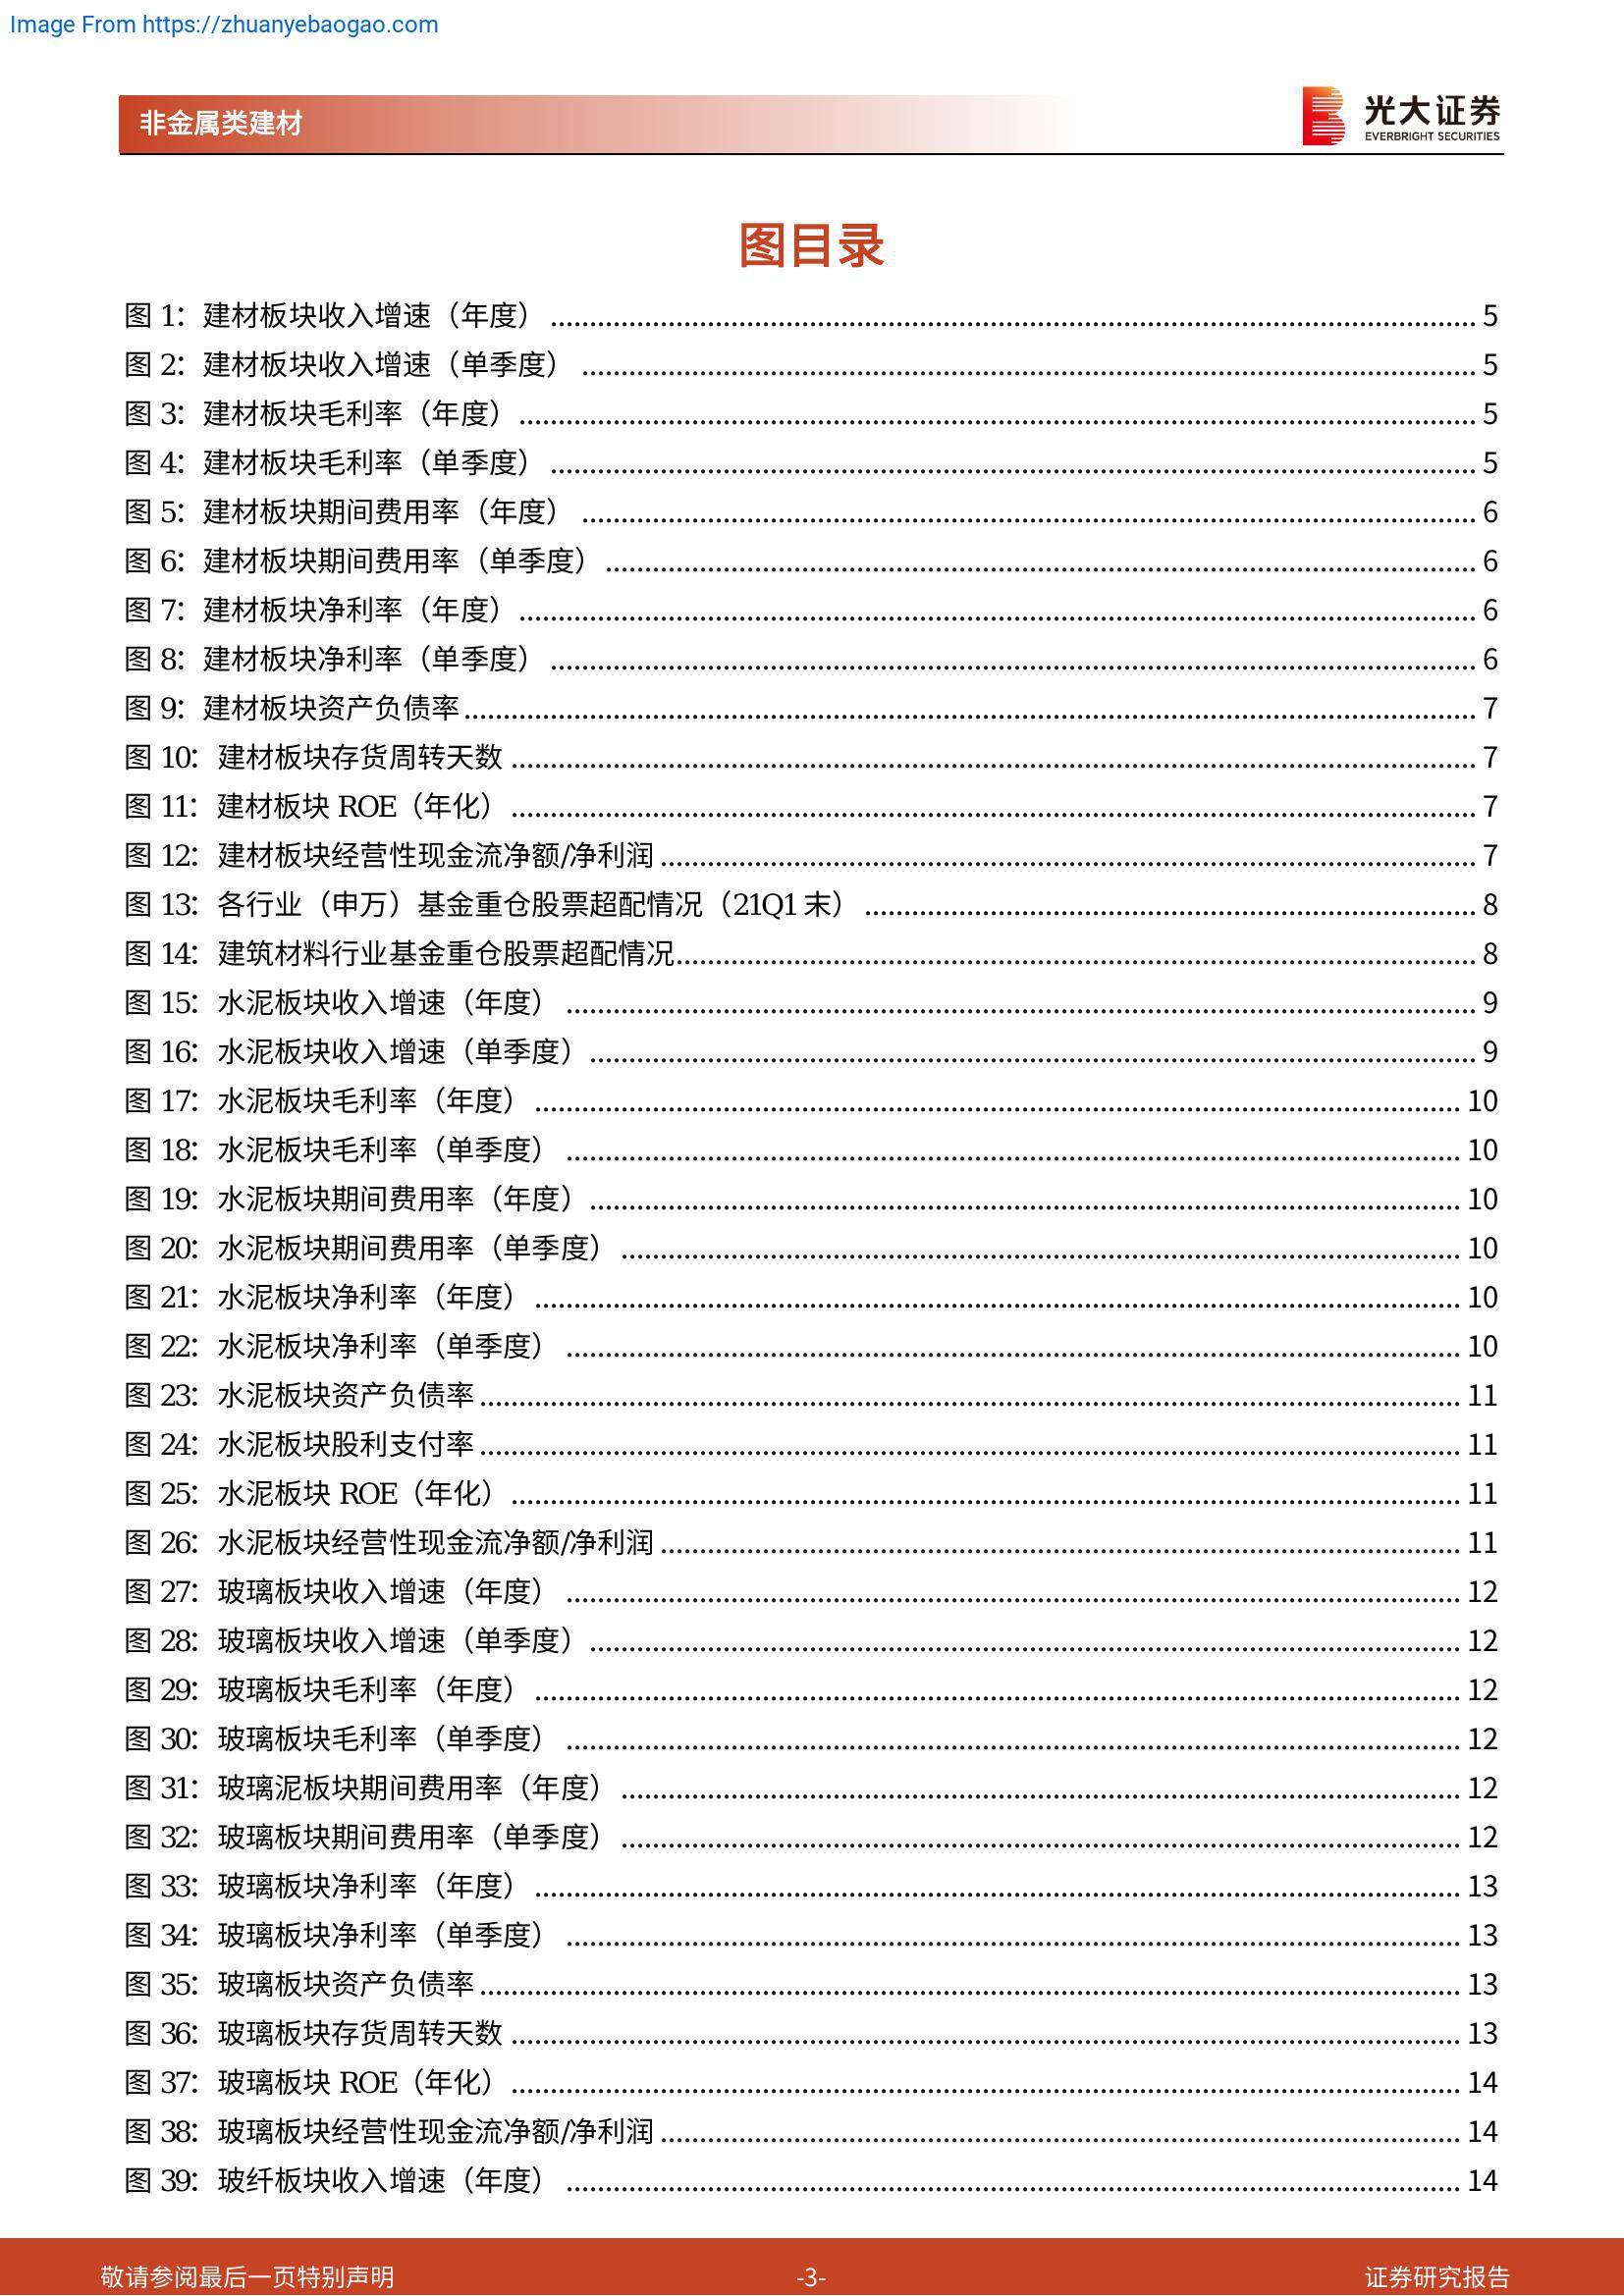 Image From https://zhuanyebaogao.com
非金属类建材
光大证券
EVERBRIGHT SECURITIES
图目录
图 1：建材板块收入增速（年度） 5
图 2：建材板块收入增速（单季度） 5
图 3：建材板块毛利率（年度） 5
图 4：建材板块毛利率（单季度） 5
图 5：建材板块期间费用率（年度） 6
图 6：建材板块期间费用率（单季度） 6
图 7：建材板块净利率（年度） 6
图 8：建材板块净利率（单季度） 6
图 9：建材板块资产负债率 7
图 10：建材板块存货周转天数 7
图 11：建材板块 ROE（年化） 7
图 12：建材板块经营性现金流净额/净利润 7
图 13：各行业（申万）基金重仓股票超配情况（21Q1 末） 8
图 14：建筑材料行业基金重仓股票超配情况 8
图 15：水泥板块收入增速（年度） 9
图 16：水泥板块收入增速（单季度） 9
图 17：水泥板块毛利率（年度） 10
图 18：水泥板块毛利率（单季度） 10
图 19：水泥板块期间费用率（年度） 10
图 20：水泥板块期间费用率（单季度） 10
图 21：水泥板块净利率（年度） 10
图 22：水泥板块净利率（单季度） 10
图 23：水泥板块资产负债率 11
图 24：水泥板块股利支付率 11
图 25：水泥板块 ROE（年化） 11
图 26：水泥板块经营性现金流净额/净利润 11
图 27：玻璃板块收入增速（年度） 12
图 28：玻璃板块收入增速（单季度） 12
图 29：玻璃板块毛利率（年度） 12
图 30：玻璃板块毛利率（单季度） 12
图 31：玻璃泥板块期间费用率（年度） 12
图 32：玻璃板块期间费用率（单季度） 12
图 33：玻璃板块净利率（年度） 13
图 34：玻璃板块净利率（单季度） 13
图 35：玻璃板块资产负债率 13
图 36：玻璃板块存货周转天数 13
图 37：玻璃板块 ROE（年化） 14
图 38：玻璃板块经营性现金流净额/净利润 14
图 39：玻纤板块收入增速（年度） 14
敬请参阅最后一页特别声明
-3-
证券研究报告